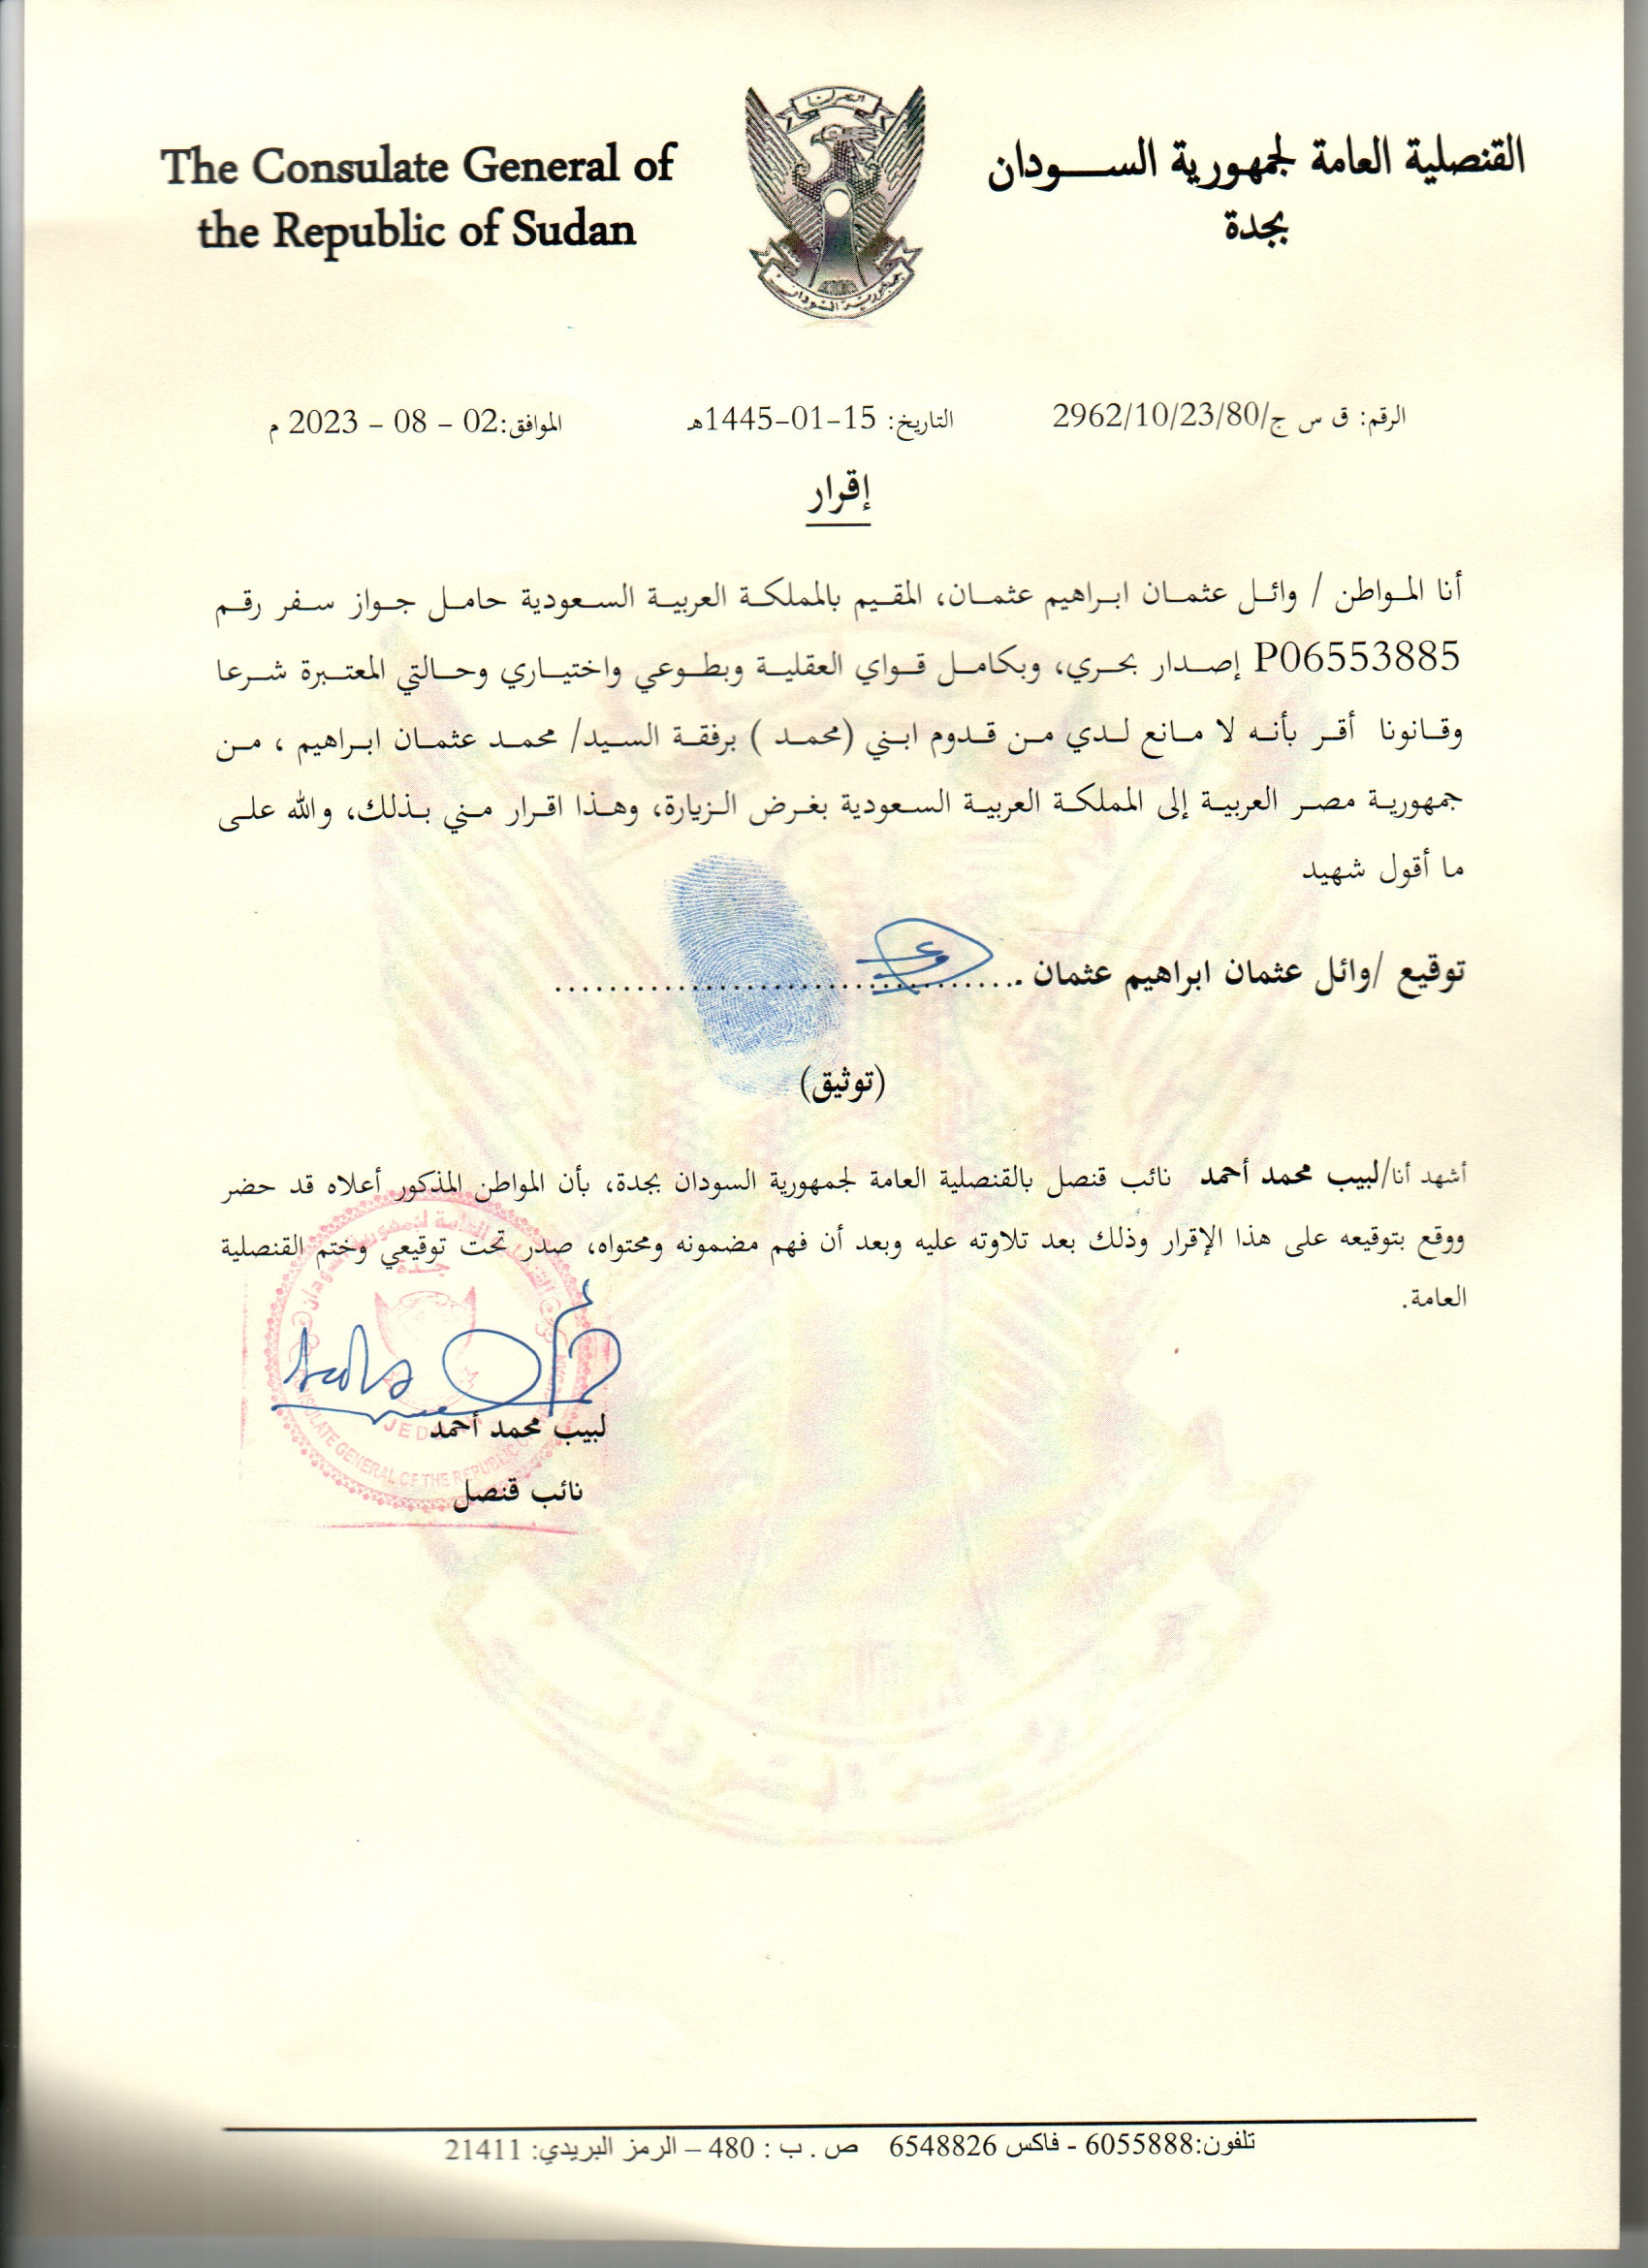 The Consulate General of
the Republic of Sudan
القنصلية العامة لجمهورية الســـودان
بجدة
النصر لنا
جمهورية السودان
الرقم: ق س ج/2962/10/23/80
التاريخ: 15-01-1445هـ
الموافق:02 - 08 - 2023 م
إقرار
أنا المواطن / وائل عثمان ابراهيم عثمان، المقيم بالمملكة العربية السعودية حامل جواز سفر رقم
P06553885 إصدار بحري، وبكامل قواي العقلية وبطوعي واختياري وحالتي المعتبرة شرعا
وقانونا أقر بأنه لا مانع لدي من قدوم ابني (محمد ) برفقة السيد/ محمد عثمان ابراهيم ، من
جمهورية مصر العربية إلى المملكة العربية السعودية بغرض الزيارة، وهذا اقرار مني بذلك، والله على
ما أقول شهيد
توقيع /وائل عثمان ابراهيم عثمان ..................................
(توثيق)
أشهد أنا/لبيب محمد أحمد نائب قنصل بالقنصلية العامة لجمهورية السودان بجدة، بأن المواطن المذكور أعلاه قد حضر
ووقع بتوقيعه على هذا الإقرار وذلك بعد تلاوته عليه وبعد أن فهم مضمونه ومحتواه، صدر تحت توقيعي وختم القنصلية
العامة.
جدة
CONSULATE GENERAL OF THE REPUBLIC
لبيب محمد أحمد
نائب قنصل
جمهورية السودان
تلفون:6055888 - فاكس 6548826 ص . ب : 480 – الرمز البريدي: 21411